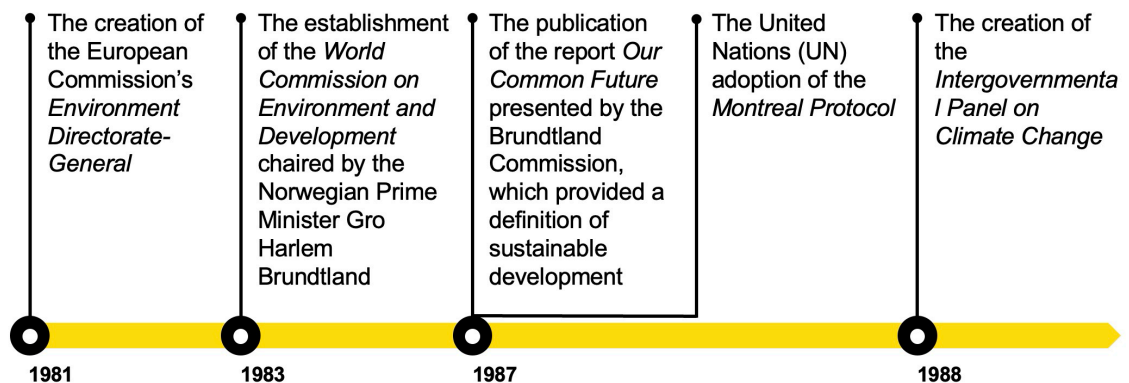 The creation of
the European
Commission’s
Environment
Directorate-
General
The establishment
of the World
Commission on
Environment and
Development
chaired by the
Norwegian Prime
Minister Gro
Harlem
Brundtland
The publication
of the report Our
Common Future
presented by the
Brundtland
Commission,
which provided a
definition of
sustainable
development
The United
Nations (UN)
adoption of the
Montreal Protocol
The creation of
the
Intergovernmenta
l Panel on
Climate Change
1981
1983
1987
1988